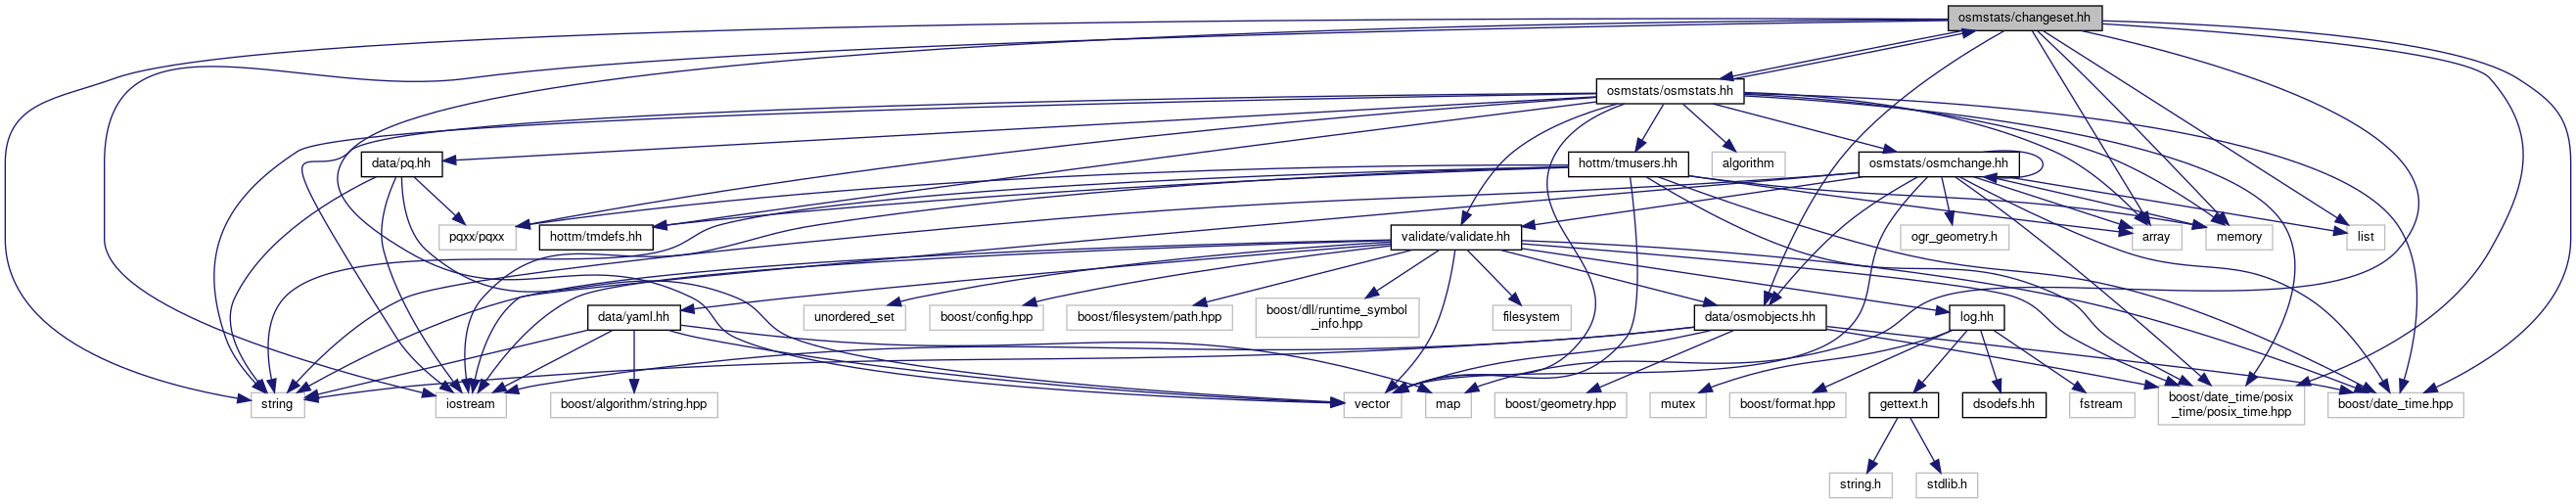 osmstats/changeset.hh
osmstats/osmstats.hh
data/pq.hh
hottm/tmusers.hh
algorithm
osmstats/osmchange.hh
pqxx/pqxx
hottm/tmdefs.hh
validate/validate.hh
ogr_geometry.h
array
memory
list
data/yaml.hh
unordered_set
boost/config.hpp
boost/filesystem/path.hpp
boost/dll/runtime_symbol
_info.hpp
filesystem
data/osmobjects.hh
log.hh
string
iostream
boost/algorithm/string.hpp
vector
map
boost/geometry.hpp
mutex
boost/format.hpp
gettext.h
dsodefs.hh
fstream
boost/date_time/posix
_time/posix_time.hpp
boost/date_time.hpp
string.h
stdlib.h